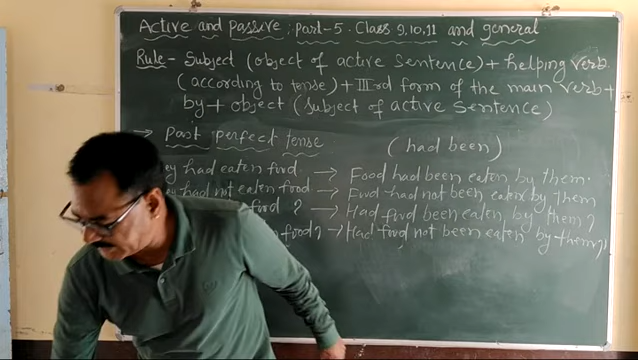 Active and passive: Part-5. Class 9,10,11 and general
Rule - Subject (object of active sentence) + helping verb.
(according to tense) + IIIrd form of the main verb +
by + object (subject of active sentence)
→ Past perfect tense (had been)
had eaten food. → Food had been eaten by them.
had not eaten food → Food had not been eaten by them
food ? → Had food been eaten by them?
food? → Had food not been eaten by them?